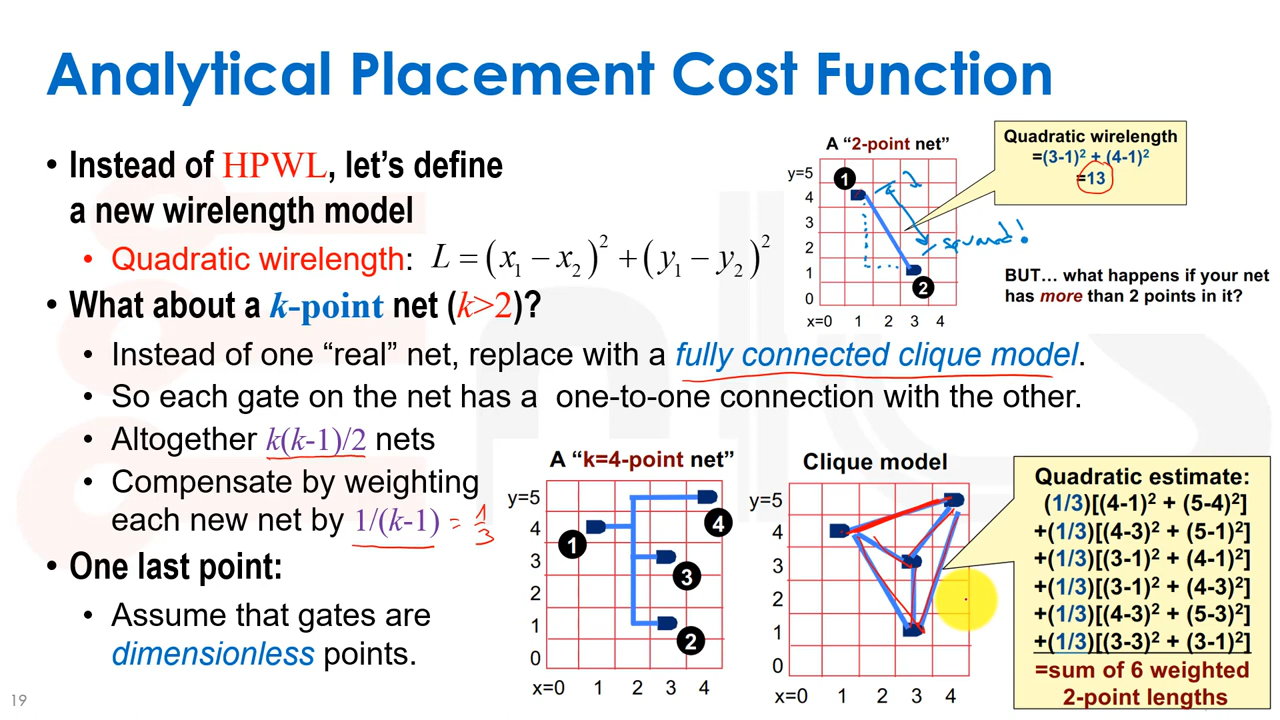 Analytical Placement Cost Function
• Instead of HPWL, let's define
a new wirelength model
• Quadratic wirelength: L = (x₁ − x₂)² + (y₁ − y₂)²
• What about a k-point net (k>2)?
• Instead of one “real” net, replace with a fully connected clique model.
• So each gate on the net has a one-to-one connection with the other.
• Altogether k(k-1)/2 nets
• Compensate by weighting
each new net by 1/(k-1) = 1/3
• One last point:
• Assume that gates are
dimensionless points.
A “2-point net”
y=5
4
3
2
1
0
x=0 1 2 3 4
1
2
squared!
Quadratic wirelength
=(3-1)² + (4-1)²
=13
BUT… what happens if your net
has more than 2 points in it?
A “k=4-point net”
y=5
4
3
2
1
0
x=0 1 2 3 4
1
4
3
2
Clique model
y=5
4
3
2
1
0
x=0 1 2 3 4
Quadratic estimate:
(1/3)[(4-1)² + (5-4)²]
+(1/3)[(4-3)² + (5-1)²]
+(1/3)[(3-1)² + (4-1)²]
+(1/3)[(3-1)² + (4-3)²]
+(1/3)[(4-3)² + (5-3)²]
+(1/3)[(3-3)² + (3-1)²]
=sum of 6 weighted
2-point lengths
19